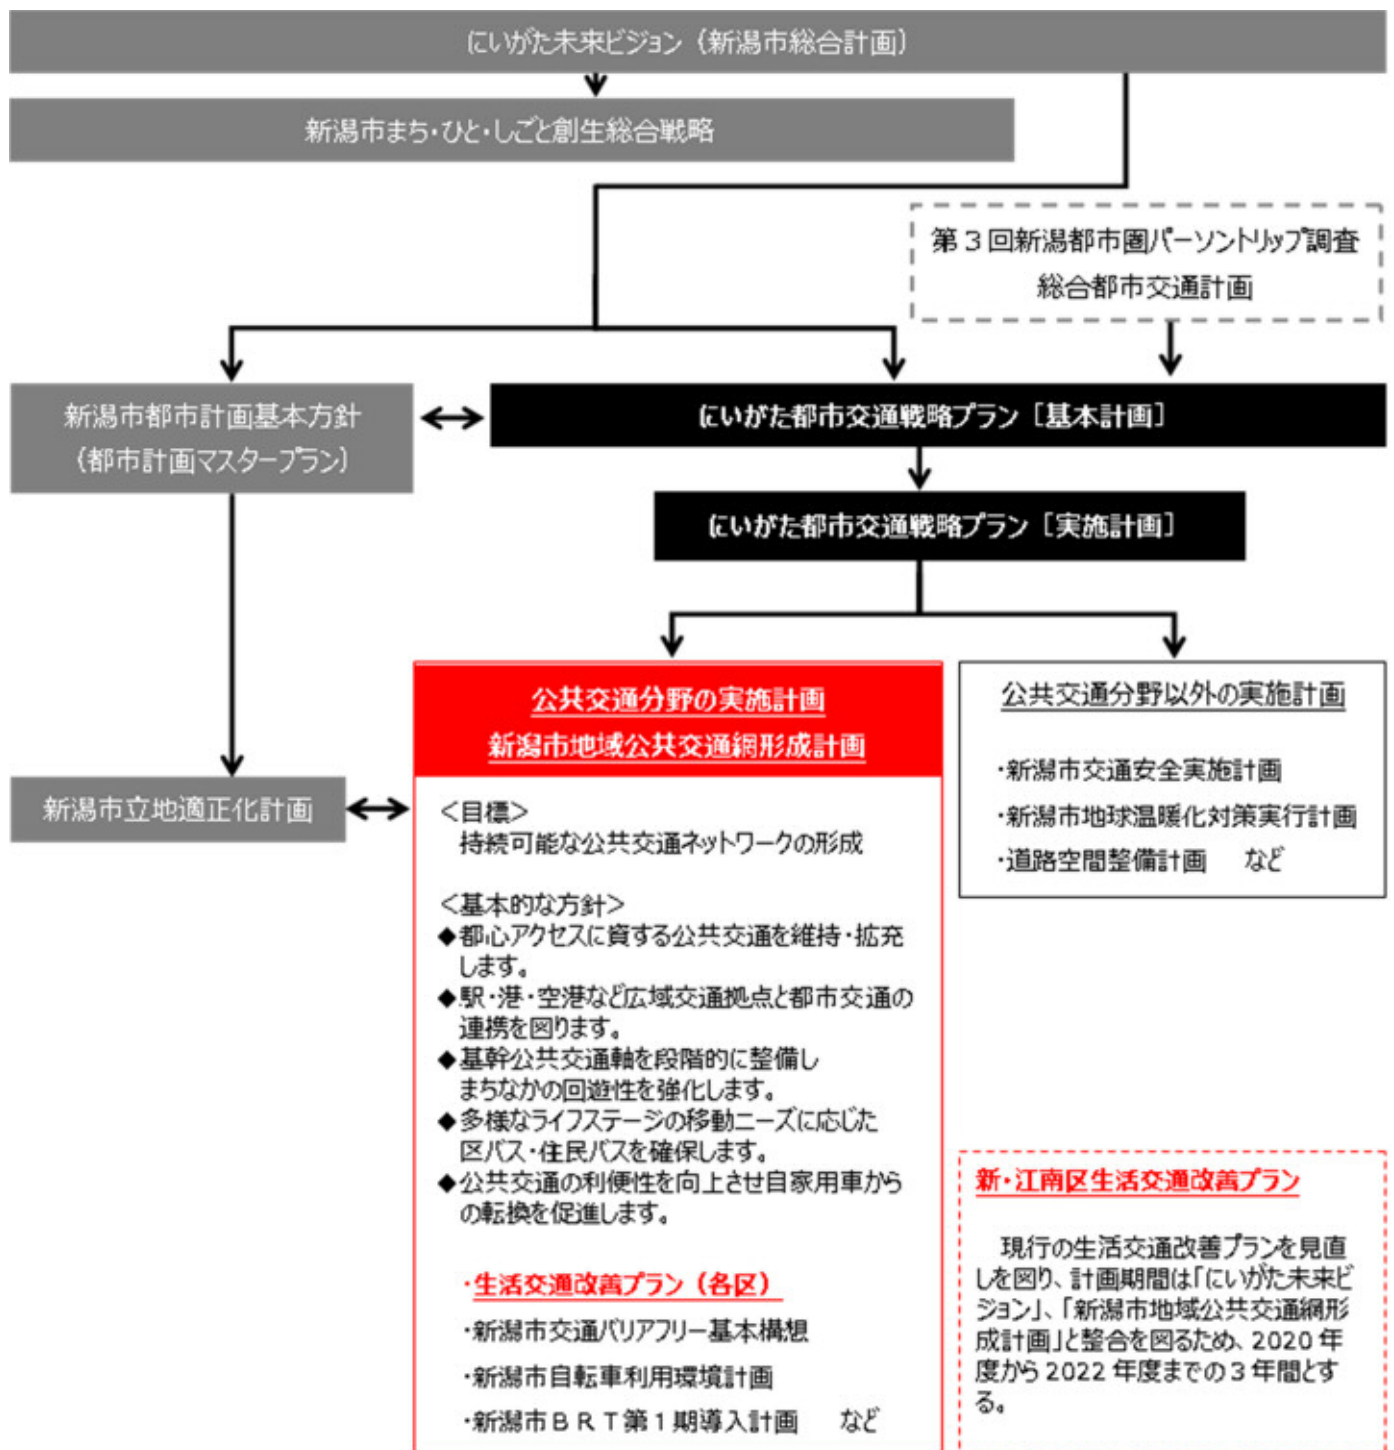 にいがた未来ビジョン（新潟市総合計画）
新潟市まち・ひと・しごと創生総合戦略
第３回新潟都市圏パーソントリップ調査
総合都市交通計画
新潟市都市計画基本方針
（都市計画マスタープラン）
にいがた都市交通戦略プラン［基本計画］
にいがた都市交通戦略プラン［実施計画］
公共交通分野の実施計画
新潟市地域公共交通網形成計画
公共交通分野以外の実施計画
・新潟市交通安全実施計画
・新潟市地球温暖化対策実行計画
・道路空間整備計画　など
新潟市立地適正化計画
＜目標＞
持続可能な公共交通ネットワークの形成
＜基本的な方針＞
◆都心アクセスに資する公共交通を維持・拡充
します。
◆駅・港・空港など広域交通拠点と都市交通の
連携を図ります。
◆基幹公共交通軸を段階的に整備し
まちなかの回遊性を強化します。
◆多様なライフステージの移動ニーズに応じた
区バス・住民バスを確保します。
◆公共交通の利便性を向上させ自家用車から
の転換を促進します。
・生活交通改善プラン（各区）
・新潟市交通バリアフリー基本構想
・新潟市自転車利用環境計画
・新潟市ＢＲＴ第１期導入計画　など
新・江南区生活交通改善プラン
現行の生活交通改善プランを見直
しを図り、計画期間は「にいがた未来ビ
ジョン」、「新潟市地域公共交通網形
成計画」と整合を図るため、2020 年
度から 2022 年度までの３年間とす
る。